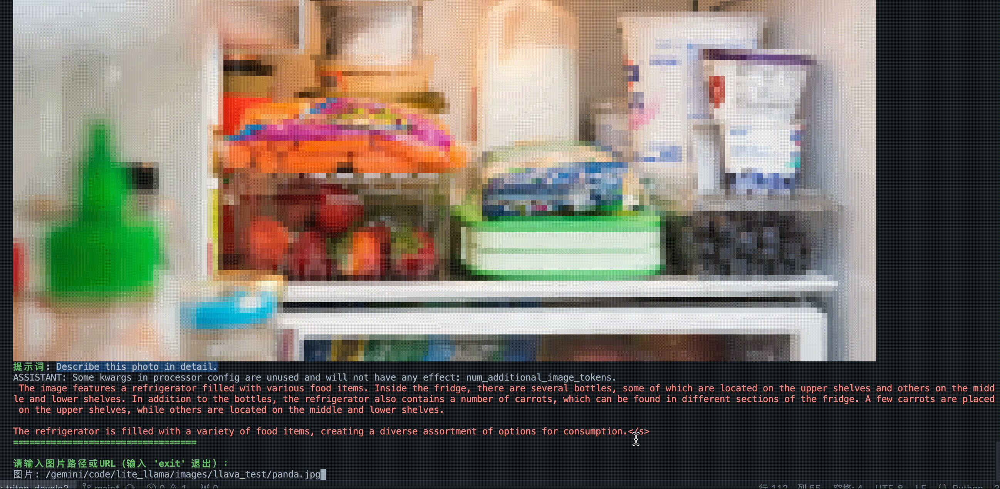 提示词: Describe this photo in detail.
ASSISTANT: Some kwargs in processor config are unused and will not have any effect: num_additional_image_tokens.
The image features a refrigerator filled with various food items. Inside the fridge, there are several bottles, some of which are located on the upper shelves and others on the midd
le and lower shelves. In addition to the bottles, the refrigerator also contains a number of carrots, which can be found in different sections of the fridge. A few carrots are placed
on the upper shelves, while others are located on the middle and lower shelves.
The refrigerator is filled with a variety of food items, creating a diverse assortment of options for consumption.</s>
==================================
请输入图片路径或URL (输入 'exit' 退出) :
图片: /gemini/code/lite_llama/images/llava_test/panda.jpg
: triton_develo2 main* 0 1 0 行 113, 列 55 空格: 4 UTF-8 LF {} Python 3